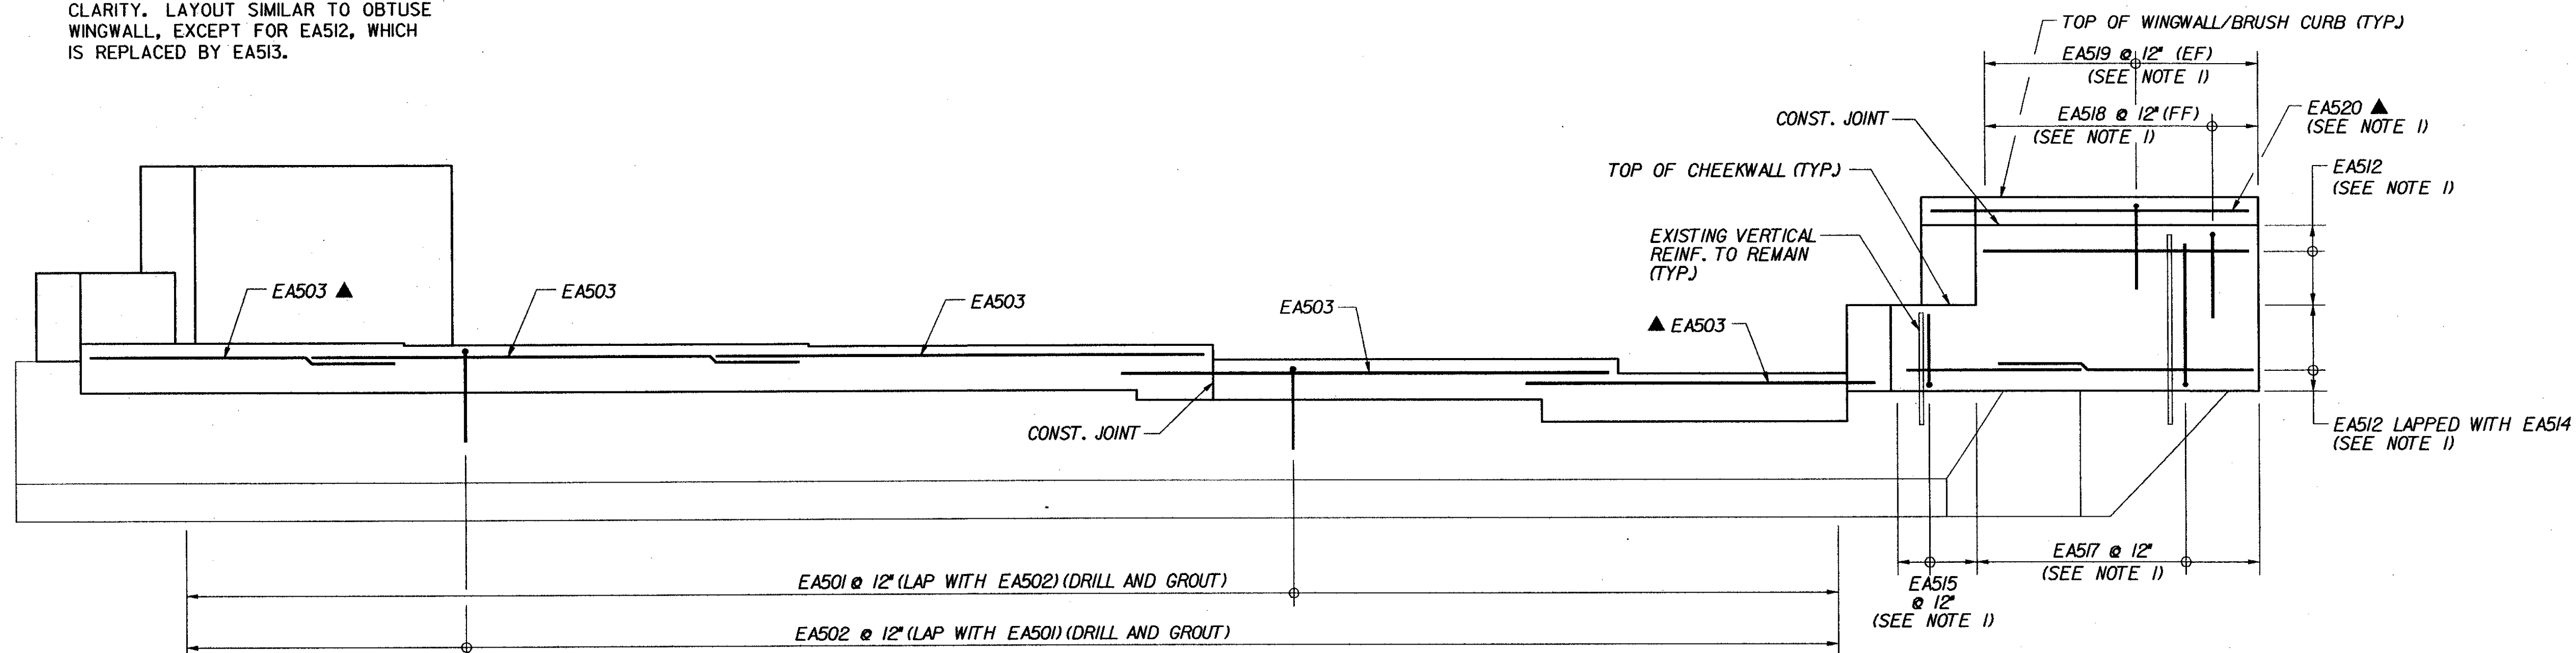 CLARITY. LAYOUT SIMILAR TO OBTUSE
WINGWALL, EXCEPT FOR EA512, WHICH
IS REPLACED BY EA513.
TOP OF WINGWALL/BRUSH CURB (TYP.)
EA519 @ 12" (EF)
(SEE NOTE 1)
EA518 @ 12" (FF)
(SEE NOTE 1)
CONST. JOINT
EA520 ▲
(SEE NOTE 1)
TOP OF CHEEKWALL (TYP.)
EA512
(SEE NOTE 1)
EXISTING VERTICAL
REINF. TO REMAIN
(TYP.)
EA503 ▲
EA503
EA503
EA503
▲ EA503
CONST. JOINT
EA512 LAPPED WITH EA514
(SEE NOTE 1)
EA501 @ 12" (LAP WITH EA502) (DRILL AND GROUT)
EA515
@ 12"
(SEE NOTE 1)
EA517 @ 12"
(SEE NOTE 1)
EA502 @ 12" (LAP WITH EA501) (DRILL AND GROUT)